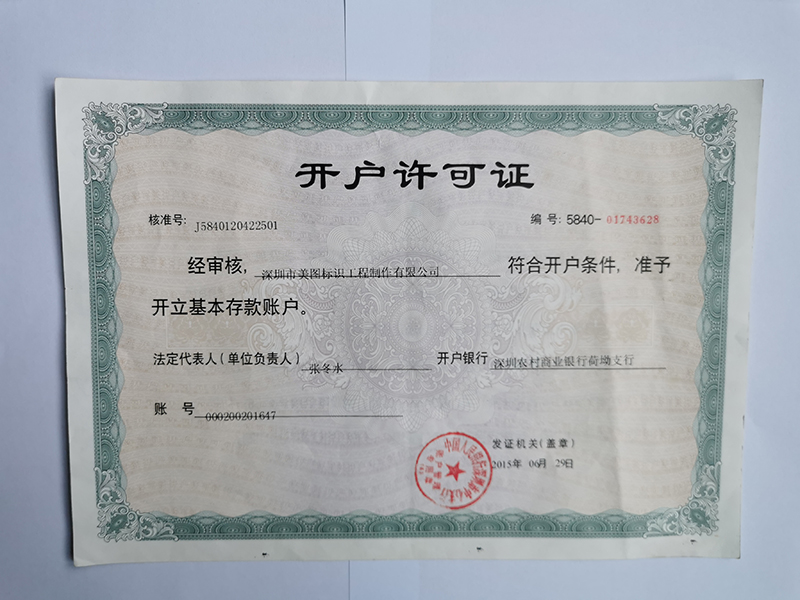 开户许可证
核准号: J5840120422501 编 号: 5840-01743628
经审核, 深圳市美图标识工程制作有限公司 符合开户条件, 准予
开立基本存款账户。
法定代表人(单位负责人) 张冬水 开户银行 深圳农村商业银行荷坳支行
账 号 000200201647
发证机关(盖章)
2015年 06月 29日